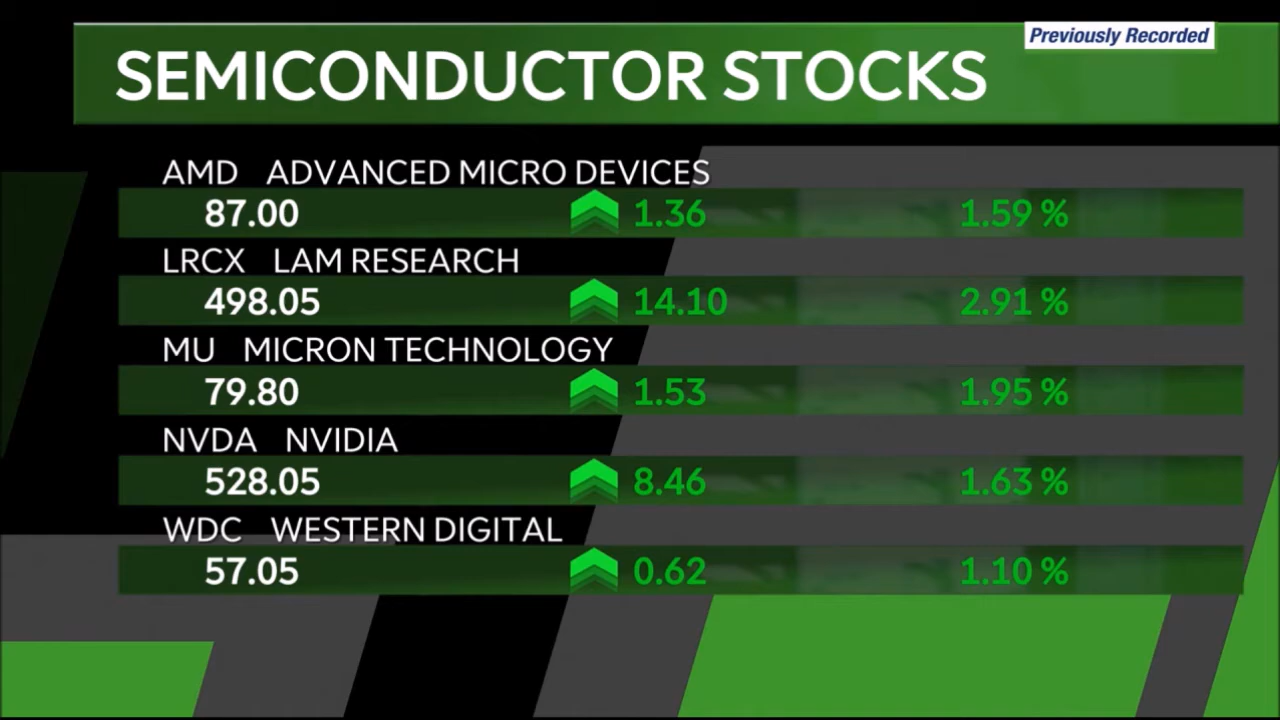 Previously Recorded
SEMICONDUCTOR STOCKS
AMD ADVANCED MICRO DEVICES
87.00 1.36 1.59 %
LRCX LAM RESEARCH
498.05 14.10 2.91 %
MU MICRON TECHNOLOGY
79.80 1.53 1.95 %
NVDA NVIDIA
528.05 8.46 1.63 %
WDC WESTERN DIGITAL
57.05 0.62 1.10 %